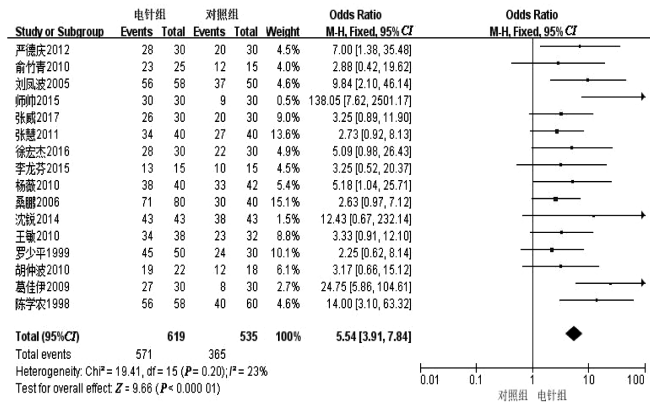 电针组 对照组 Odds Ratio Odds Ratio
Study or Subgroup Events Total Events Total Weight M-H, Fixed, 95% CI M-H, Fixed, 95% CI
严德庆2012 28 30 20 30 4.5% 7.00 [1.38, 35.48]
俞竹青2010 23 25 12 15 4.2% 2.88 [0.42, 19.62]
刘凤波2005 56 58 37 50 4.2% 9.84 [2.10, 46.14]
师帅2015 30 30 9 30 0.5% 138.05 [7.62, 2501.17]
张威2017 26 30 20 30 7.9% 3.25 [0.89, 11.90]
张慧2011 34 40 27 40 13.6% 2.73 [0.92, 8.13]
徐宏杰2016 28 30 22 30 4.7% 5.09 [0.98, 26.43]
李龙芬2015 13 15 10 15 4.2% 3.25 [0.52, 20.37]
杨薇2010 38 40 33 42 5.0% 5.18 [1.04, 25.71]
桑鹏2006 71 80 30 40 14.7% 2.63 [0.97, 7.12]
沈锐2014 43 43 38 43 1.5% 12.43 [0.67, 232.14]
王敏2010 34 38 23 32 8.8% 3.33 [0.91, 12.10]
罗少平1999 45 50 24 30 12.1% 2.25 [0.62, 8.14]
胡仲波2010 19 22 12 18 7.1% 3.17 [0.66, 15.12]
葛佳伊2009 27 30 8 30 2.7% 24.75 [5.86, 104.61]
陈学农1998 56 58 40 60 4.2% 14.00 [3.10, 63.32]
Total (95%CI) 619 535 100% 5.54 [3.91, 7.84]
Total events 571 365
Heterogeneity: Chi² = 19.41, df = 15 (P = 0.20); I² = 23%
Test for overall effect: Z = 9.66 (P < 0.000 01)
0.01 0.1 1 10 100
对照组 电针组